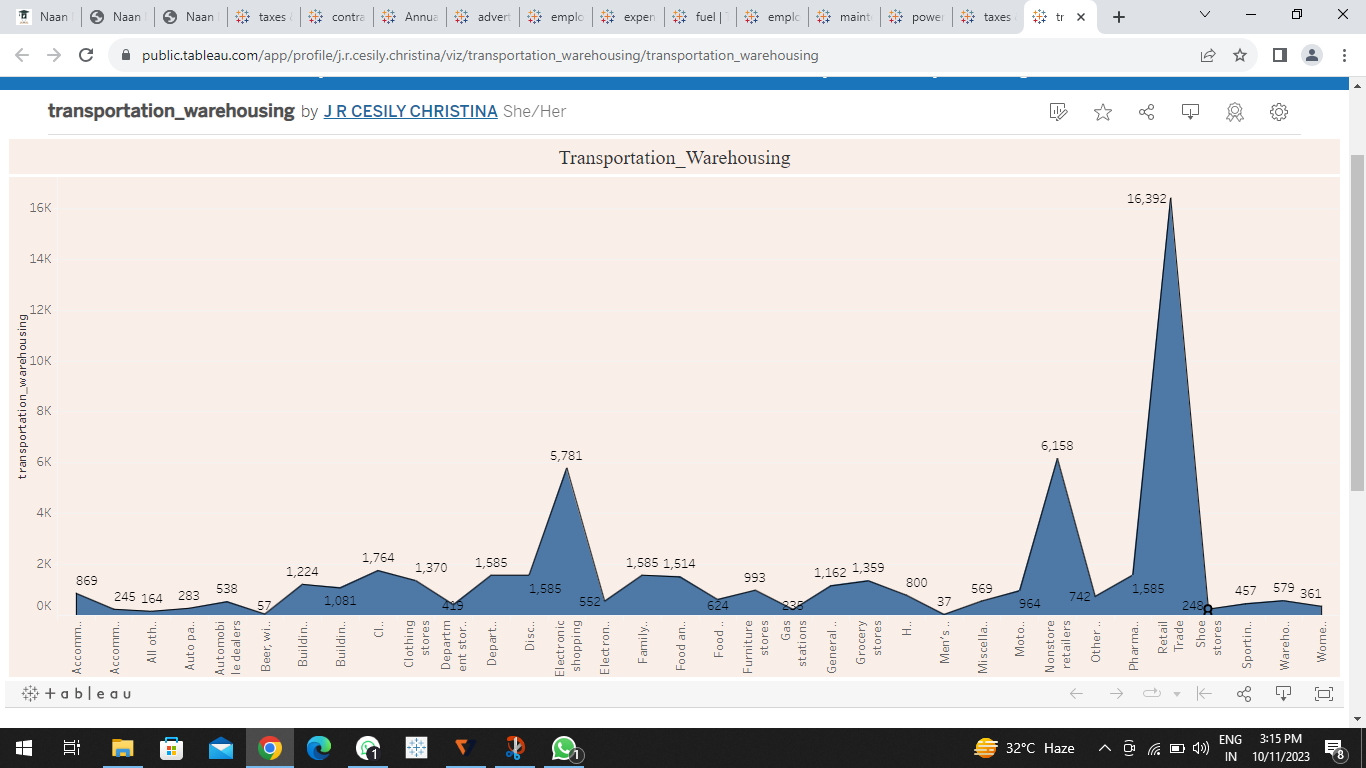 Naan
Naan
Naan
taxes
contra
Annua
advert
emplo
expen
fuel |
emplo
maint
power
taxes
tr
public.tableau.com/app/profile/j.r.cesily.christina/viz/transportation_warehousing/transportation_warehousing
transportation_warehousing by J R CESILY CHRISTINA She/Her
Transportation_Warehousing
transportation_warehousing
16K
14K
12K
10K
8K
6K
4K
2K
0K
869
245
164
283
538
57
1,224
1,081
1,764
1,370
419
1,585
1,585
5,781
552
1,585
1,514
624
993
235
1,162
1,359
800
37
569
964
6,158
742
1,585
16,392
248
457
579
361
Accomm..
Accomm..
All oth..
Auto pa..
Automobi
le dealers
Beer, wi..
Buildin..
Buildin..
Cl..
Clothing
stores
Departm
ent stor..
Depart..
Disc..
Electronic
shopping
Electron..
Family..
Food an..
Food ..
Furniture
stores
Gas
stations
General ..
Grocery
stores
H..
Men's ..
Miscella..
Moto..
Nonstore
retailers
Other ..
Pharma..
Retail
Trade
Shoe
stores
Sportin..
Wareho..
Wome..
+ a b l e a u
1
1
32°C Haze
ENG
IN
3:15 PM
10/11/2023
8